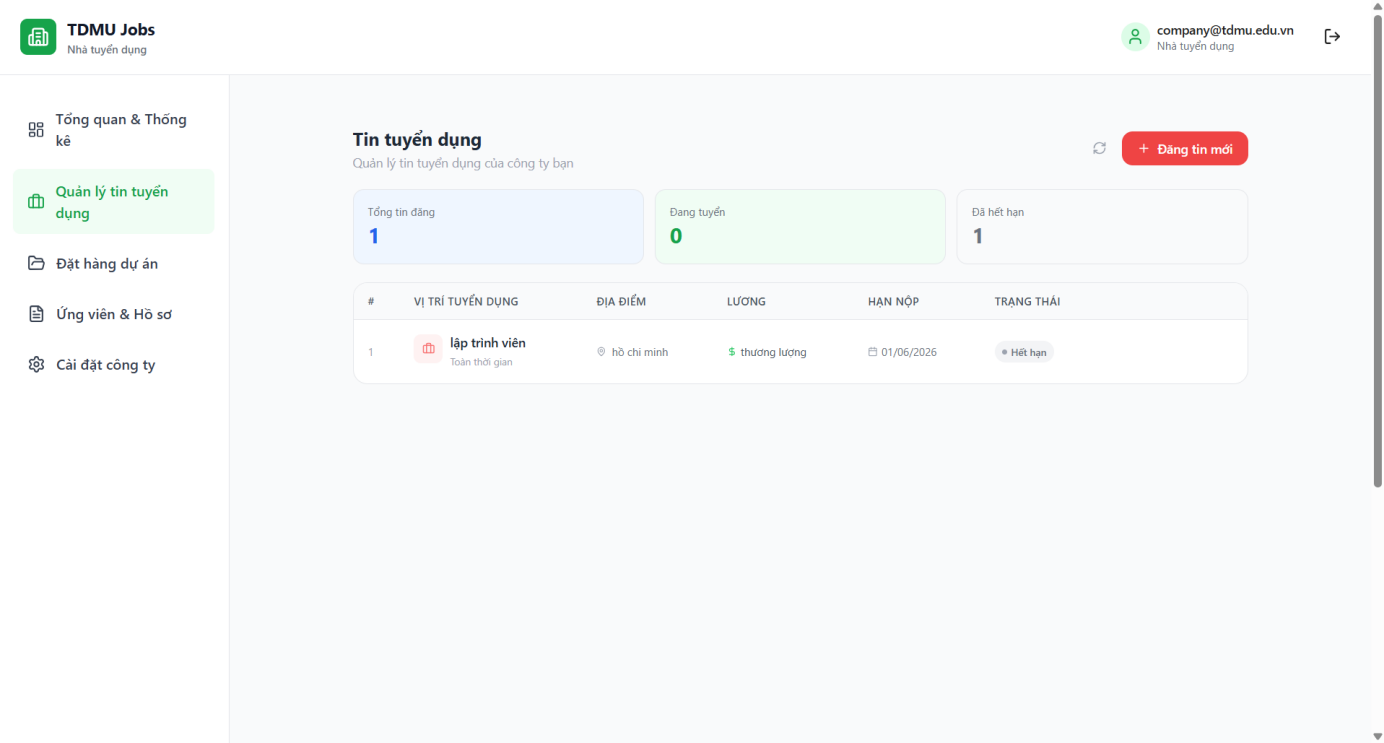 TDMU Jobs
Nhà tuyển dụng
company@tdmu.edu.vn
Nhà tuyển dụng
Tổng quan & Thống
kê
Quản lý tin tuyển
dụng
Đặt hàng dự án
Ứng viên & Hồ sơ
Cài đặt công ty
Tin tuyển dụng
Quản lý tin tuyển dụng của công ty bạn
+ Đăng tin mới
Tổng tin đăng
1
Đang tuyển
0
Đã hết hạn
1
# VỊ TRÍ TUYỂN DỤNG ĐỊA ĐIỂM LƯƠNG HẠN NỘP TRẠNG THÁI
1 lập trình viên hồ chi minh $ thương lượng 01/06/2026 Hết hạn
Toàn thời gian